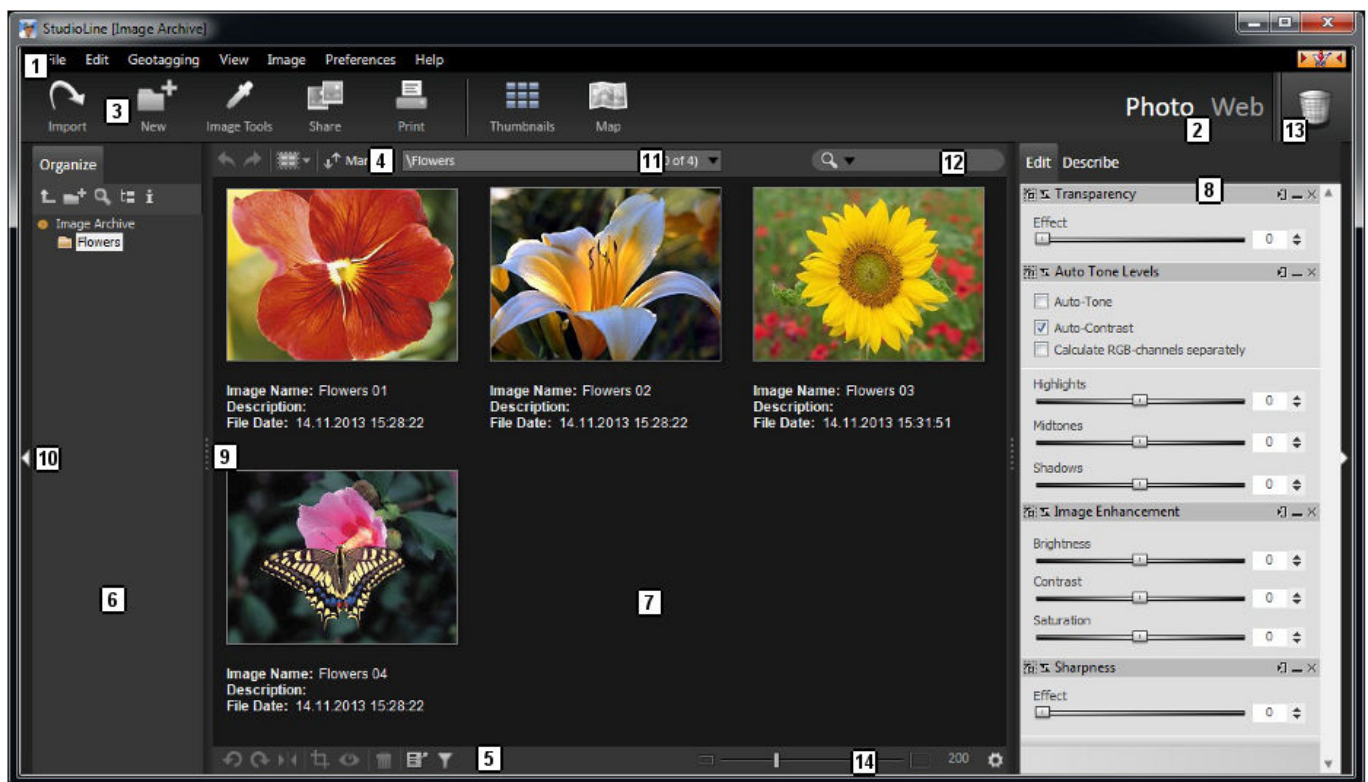 StudioLine [Image Archive]
1 File Edit Geotagging View Image Preferences Help
3
Import New Image Tools Share Print Thumbnails Map
Photo Web
2
13
Organize
4 \Flowers 11 of 4) 12
Edit Describe
8
Transparency
Effect
0
Image Archive
Flowers
Auto Tone Levels
Auto-Tone
Auto-Contrast
Calculate RGB-channels separately
Image Name: Flowers 01
Description:
File Date: 14.11.2013 15:28:22
Image Name: Flowers 02
Description:
File Date: 14.11.2013 15:28:22
Image Name: Flowers 03
Description:
File Date: 14.11.2013 15:31:51
Highlights
0
Midtones
0
Shadows
0
10
9
Image Enhancement
Brightness
0
Contrast
0
Saturation
0
6
7
Image Name: Flowers 04
Description:
File Date: 14.11.2013 15:28:22
Sharpness
Effect
0
5
14
200